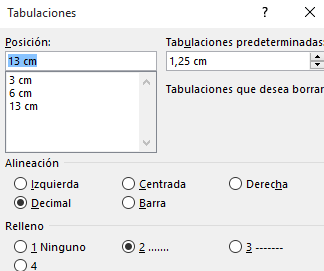 Tabulaciones ?
Posición: Tabulaciones predeterminadas:
13 cm 1,25 cm
3 cm
6 cm
13 cm
Tabulaciones que desea borrar
Alineación
Izquierda Centrada Derecha
Decimal Barra
Relleno
1 Ninguno 2 ....... 3 -------
4